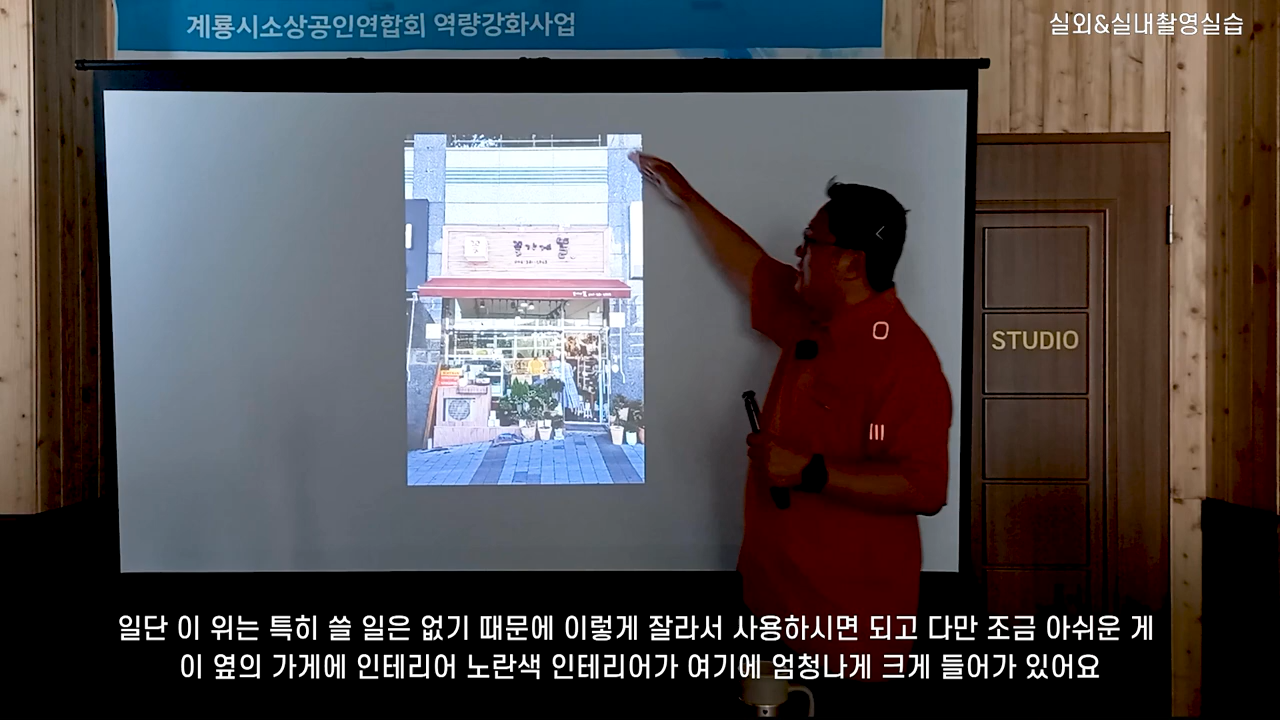 계룡시소상공인연합회 역량강화사업
실외&실내촬영실습
STUDIO
일단 이 위는 특히 쓸 일은 없기 때문에 이렇게 잘라서 사용하시면 되고 다만 조금 아쉬운 게
이 옆의 가게에 인테리어 노란색 인테리어가 여기에 엄청나게 크게 들어가 있어요